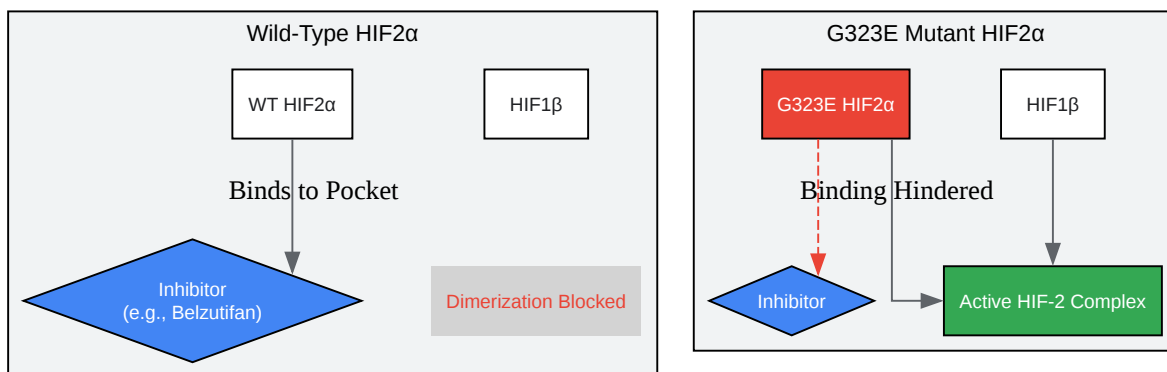 Wild-Type HIF2α
WT HIF2α
HIF1β
Binds to Pocket
Inhibitor
(e.g., Belzutifan)
Dimerization Blocked
G323E Mutant HIF2α
G323E HIF2α
HIF1β
Binding Hindered
Inhibitor
Active HIF-2 Complex